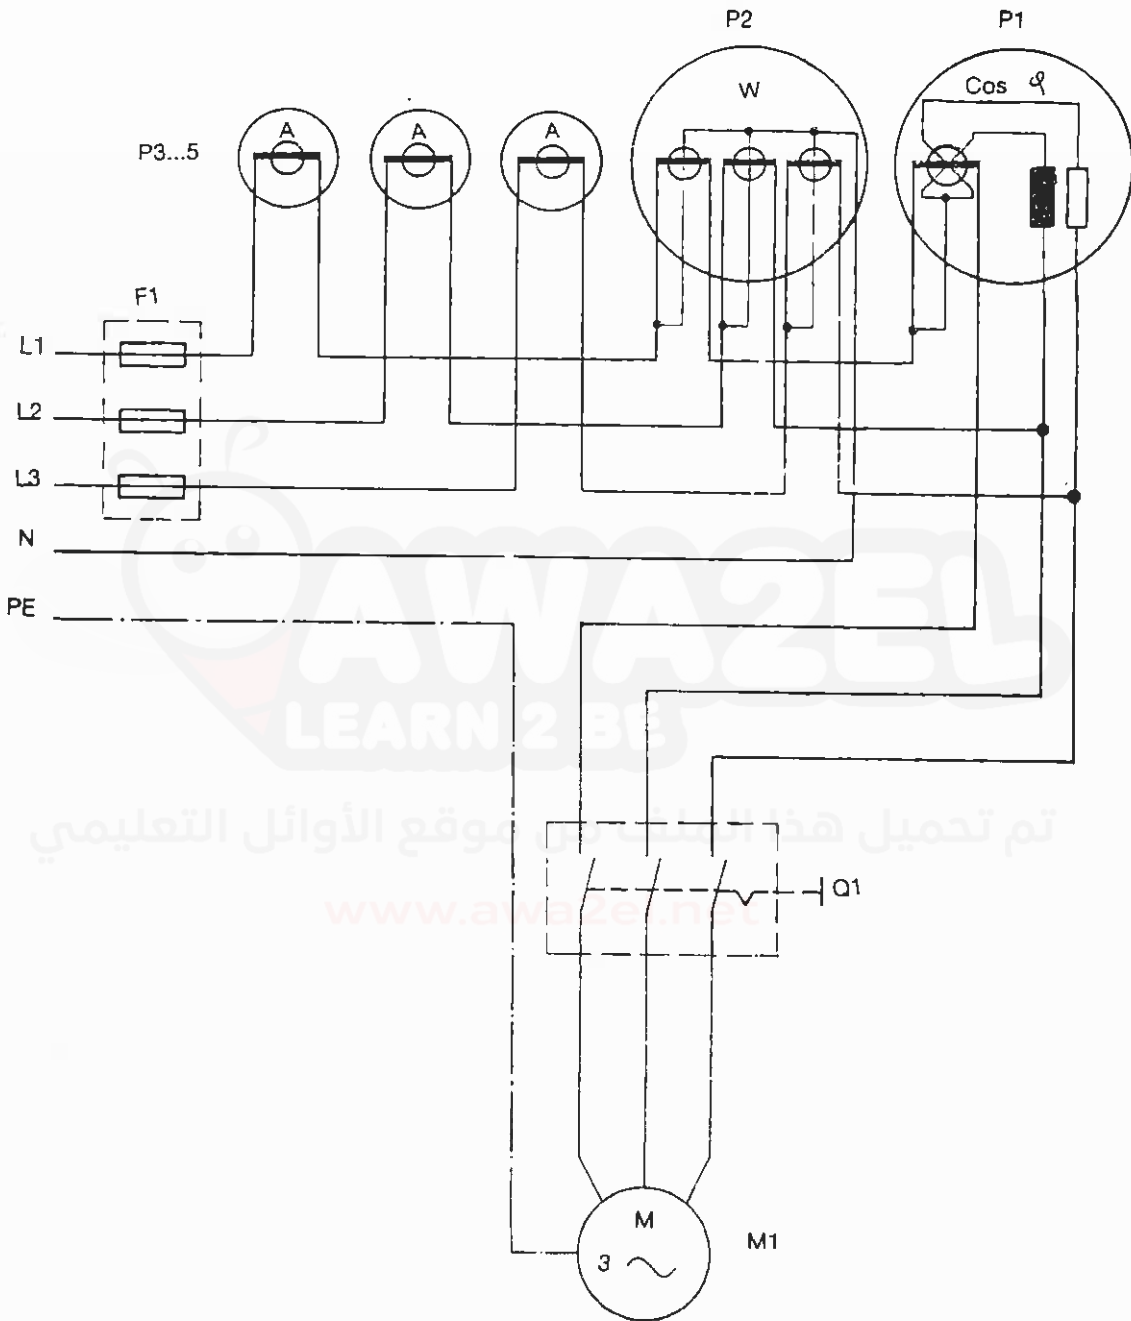 P2
P1
W
Cos φ
A
A
A
P3...5
F1
L1
L2
L3
N
PE
AWA2EL
LEARN 2 BE
تم تحميل هذا الملف من موقع الأوائل التعليمي
www.awa2el.net
Q1
M
3
M1